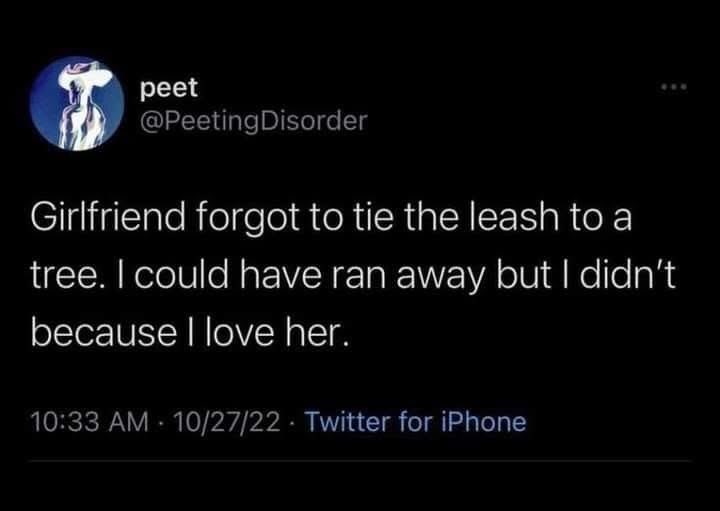 peet
@PeetingDisorder
Girlfriend forgot to tie the leash to a
tree. I could have ran away but I didn't
because I love her.
10:33 AM · 10/27/22 · Twitter for iPhone